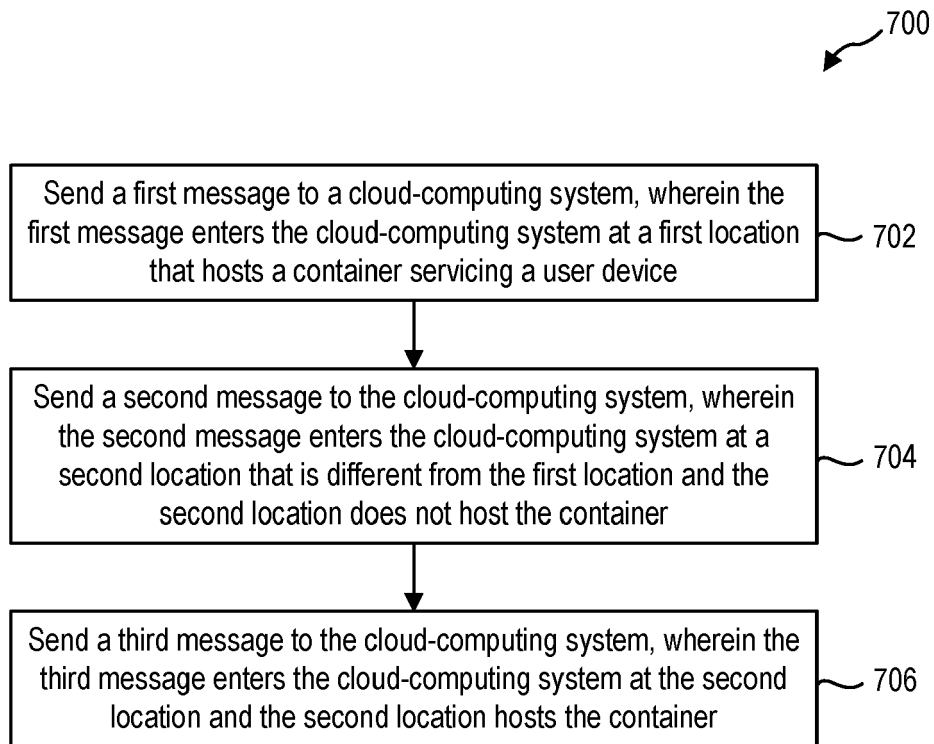 700
Send a first message to a cloud-computing system, wherein the
first message enters the cloud-computing system at a first location
that hosts a container servicing a user device
702
Send a second message to the cloud-computing system, wherein
the second message enters the cloud-computing system at a
second location that is different from the first location and the
second location does not host the container
704
Send a third message to the cloud-computing system, wherein the
third message enters the cloud-computing system at the second
location and the second location hosts the container
706